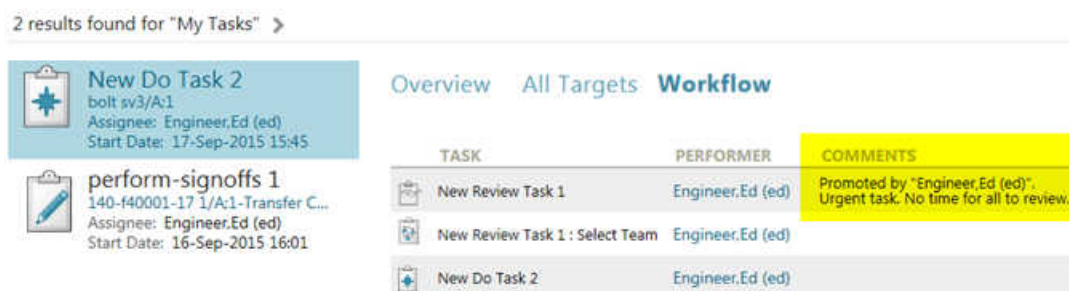 2 results found for "My Tasks" >
New Do Task 2
bolt sv3/A:1
Assignee: Engineer,Ed (ed)
Start Date: 17-Sep-2015 15:45
perform-signoffs 1
140-f40001-17 1/A:1-Transfer C...
Assignee: Engineer,Ed (ed)
Start Date: 16-Sep-2015 16:01
Overview All Targets Workflow
TASK PERFORMER COMMENTS
New Review Task 1 Engineer,Ed (ed) Promoted by "Engineer,Ed (ed)".
Urgent task. No time for all to review.
New Review Task 1 : Select Team Engineer,Ed (ed)
New Do Task 2 Engineer,Ed (ed)